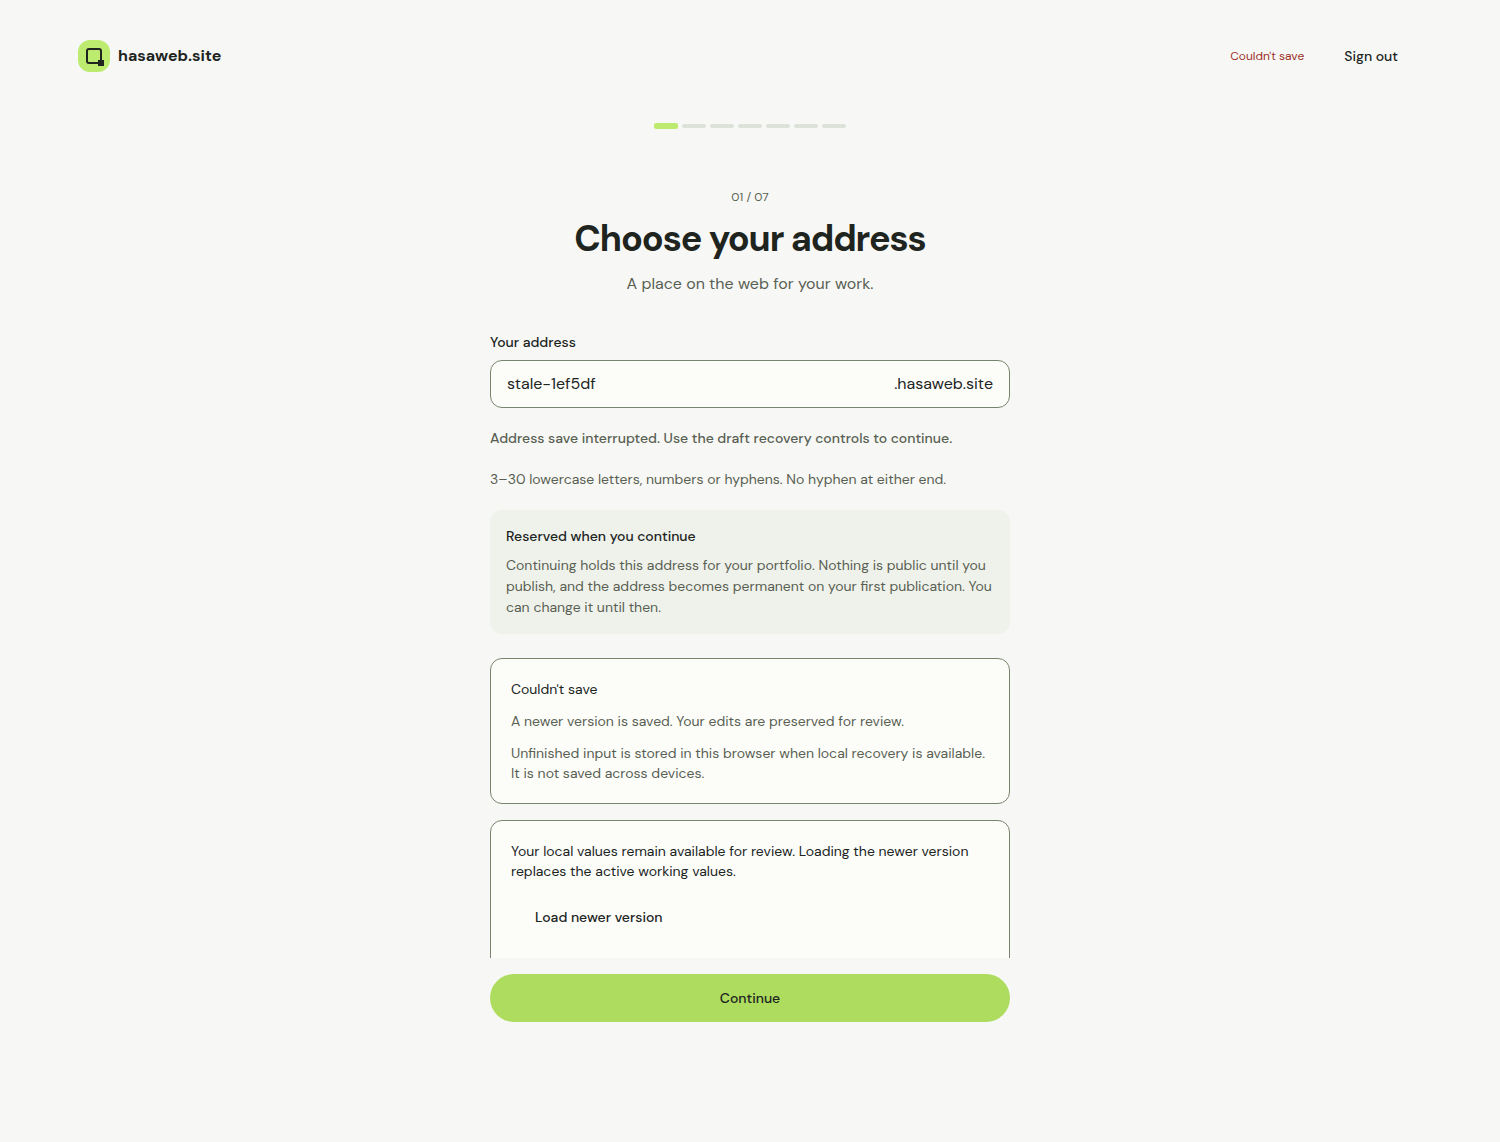 hasaweb.site
Couldn't save
Sign out
01 / 07
Choose your address
A place on the web for your work.
Your address
stale-1ef5df
.hasaweb.site
Address save interrupted. Use the draft recovery controls to continue.
3–30 lowercase letters, numbers or hyphens. No hyphen at either end.
Reserved when you continue
Continuing holds this address for your portfolio. Nothing is public until you
publish, and the address becomes permanent on your first publication. You
can change it until then.
Couldn't save
A newer version is saved. Your edits are preserved for review.
Unfinished input is stored in this browser when local recovery is available.
It is not saved across devices.
Your local values remain available for review. Loading the newer version
replaces the active working values.
Load newer version
Continue